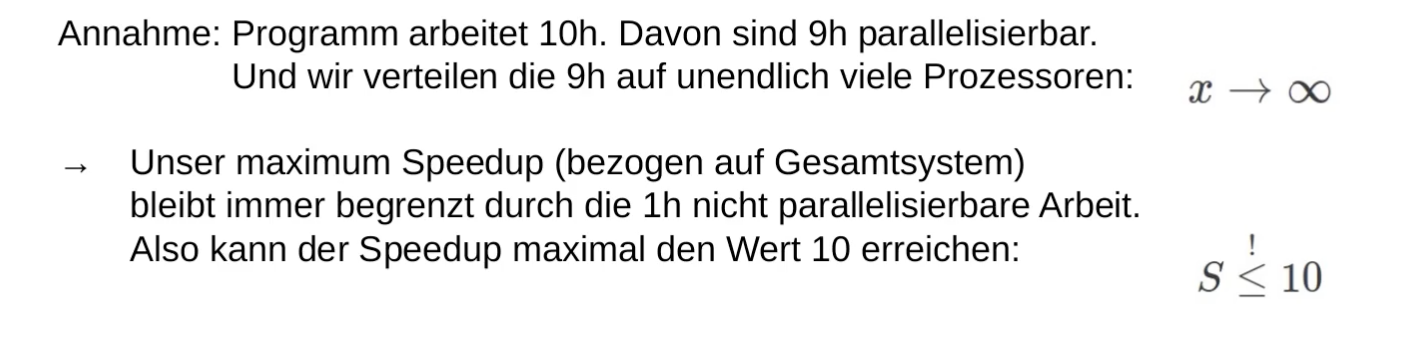 Annahme: Programm arbeitet 10h. Davon sind 9h parallelisierbar.
Und wir verteilen die 9h auf unendlich viele Prozessoren: x → ∞
→ Unser maximum Speedup (bezogen auf Gesamtsystem)
bleibt immer begrenzt durch die 1h nicht parallelisierbare Arbeit.
Also kann der Speedup maximal den Wert 10 erreichen:
!
S ≤ 10